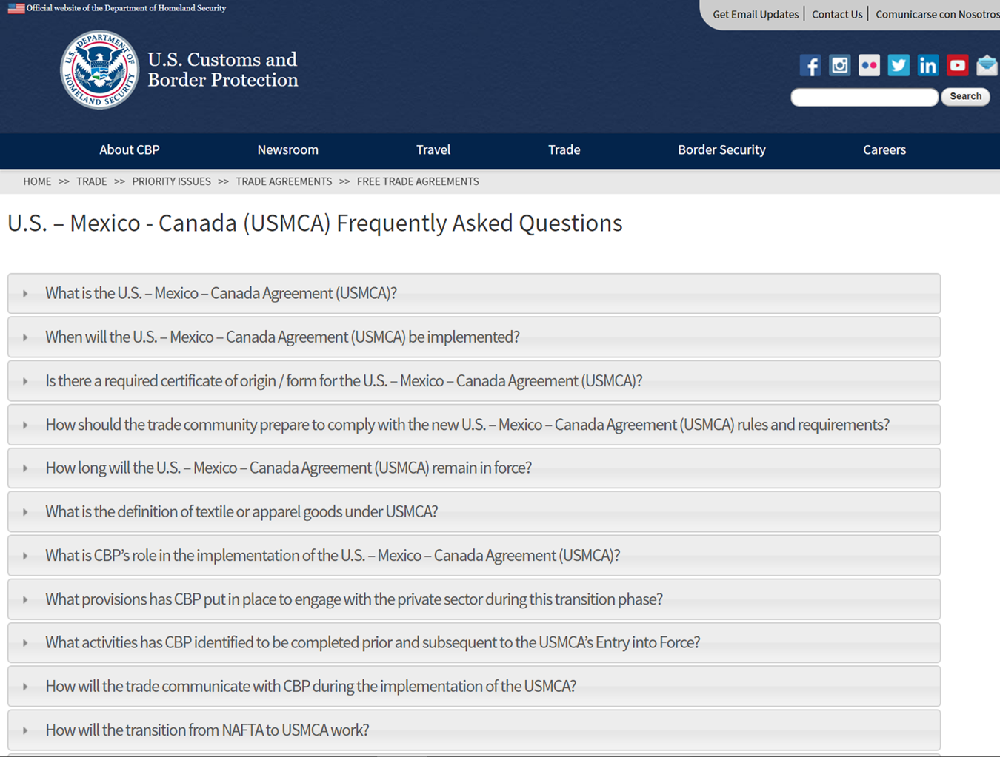 Official website of the Department of Homeland Security
Get Email Updates | Contact Us | Comunicarse con Nosotros
U.S. DEPARTMENT OF HOMELAND SECURITY
U.S. Customs and
Border Protection
Search
About CBP Newsroom Travel Trade Border Security Careers
HOME >> TRADE >> PRIORITY ISSUES >> TRADE AGREEMENTS >> FREE TRADE AGREEMENTS
U.S. – Mexico - Canada (USMCA) Frequently Asked Questions
What is the U.S. – Mexico – Canada Agreement (USMCA)?
When will the U.S. – Mexico – Canada Agreement (USMCA) be implemented?
Is there a required certificate of origin / form for the U.S. – Mexico – Canada Agreement (USMCA)?
How should the trade community prepare to comply with the new U.S. – Mexico – Canada Agreement (USMCA) rules and requirements?
How long will the U.S. – Mexico – Canada Agreement (USMCA) remain in force?
What is the definition of textile or apparel goods under USMCA?
What is CBP’s role in the implementation of the U.S. – Mexico – Canada Agreement (USMCA)?
What provisions has CBP put in place to engage with the private sector during this transition phase?
What activities has CBP identified to be completed prior and subsequent to the USMCA’s Entry into Force?
How will the trade communicate with CBP during the implementation of the USMCA?
How will the transition from NAFTA to USMCA work?